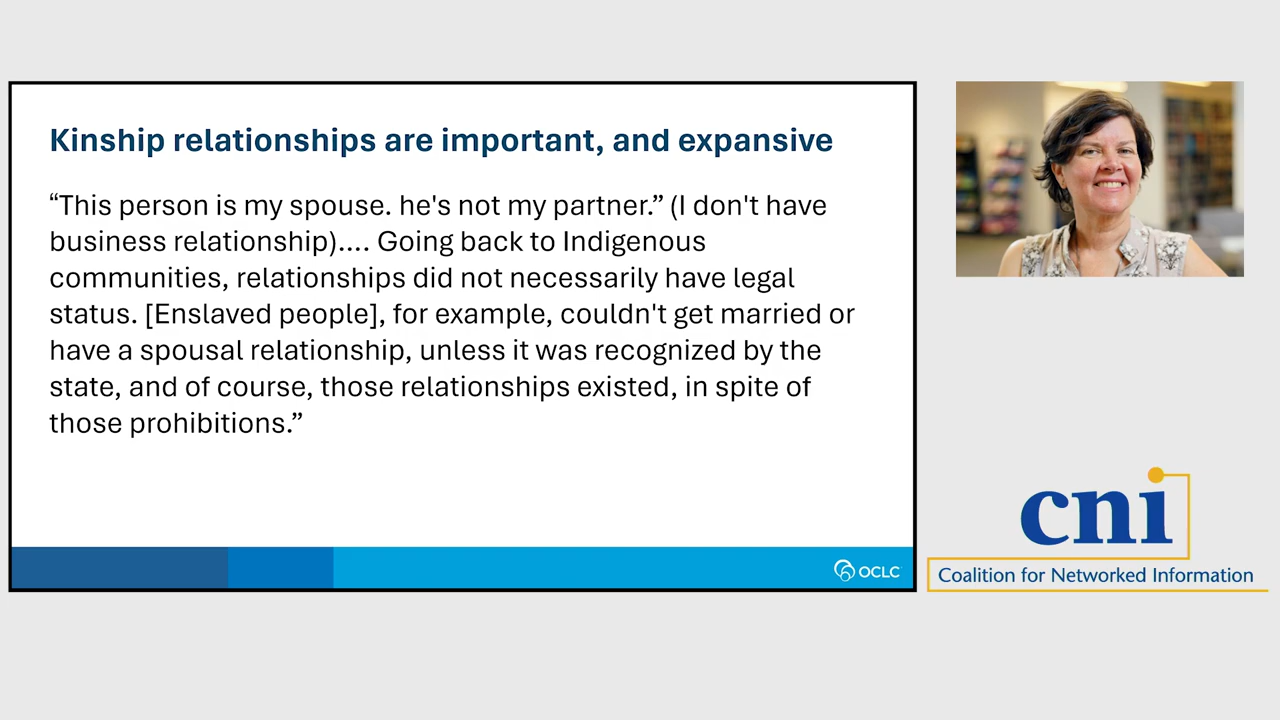 Kinship relationships are important, and expansive
“This person is my spouse. he's not my partner.” (I don't have
business relationship).... Going back to Indigenous
communities, relationships did not necessarily have legal
status. [Enslaved people], for example, couldn't get married or
have a spousal relationship, unless it was recognized by the
state, and of course, those relationships existed, in spite of
those prohibitions.”
OCLC
cni
Coalition for Networked Information